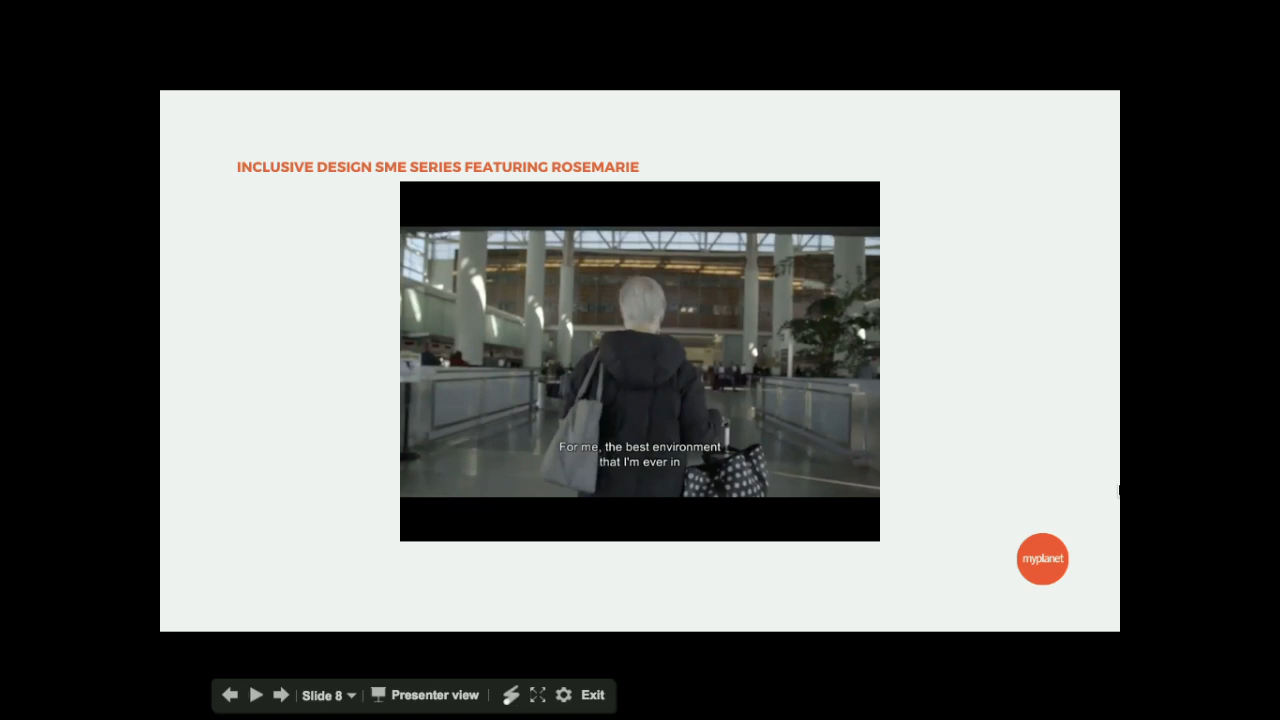 INCLUSIVE DESIGN SME SERIES FEATURING ROSEMARIE
For me, the best environment
that I'm ever in
myplanet
Slide 8
Presenter view
Exit